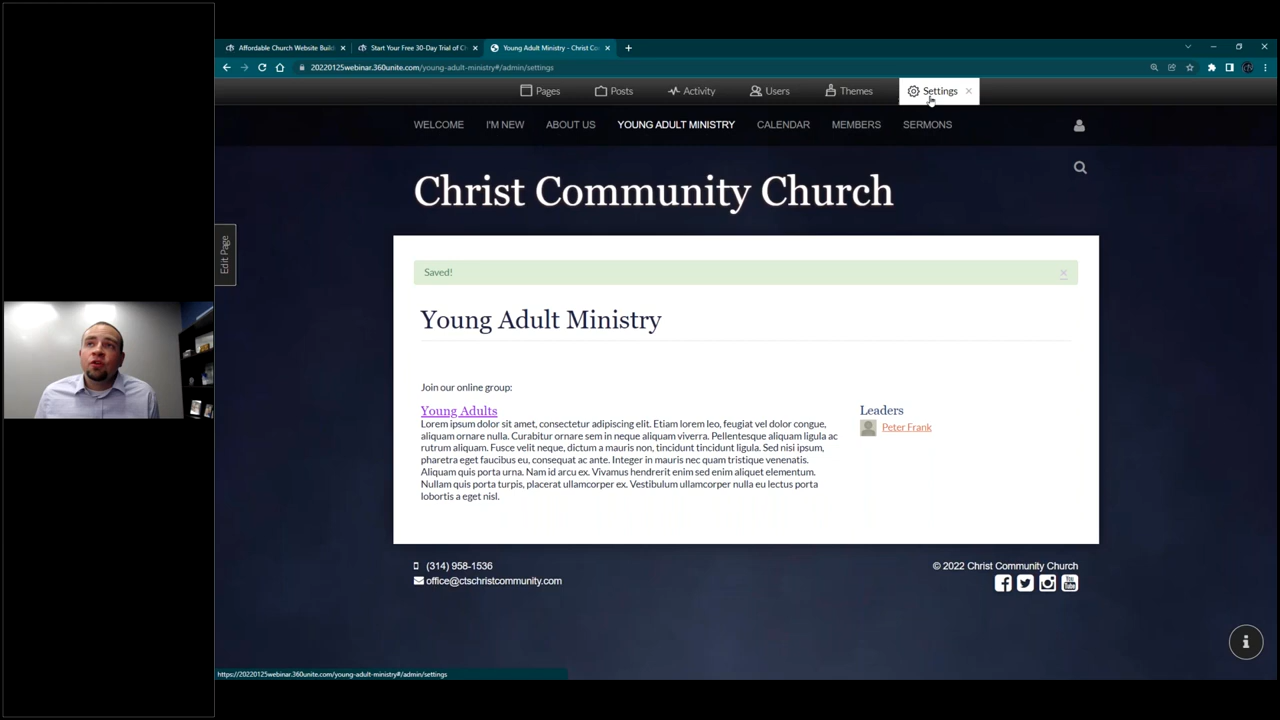 Affordable Church Website Build
Start Your Free 30-Day Trial of Ch
Young Adult Ministry - Christ Co
20220125webinar.360unite.com/young-adult-ministry#/admin/settings
Pages
Posts
Activity
Users
Themes
Settings
WELCOME
I'M NEW
ABOUT US
YOUNG ADULT MINISTRY
CALENDAR
MEMBERS
SERMONS
Christ Community Church
Edit Page
Saved!
Young Adult Ministry
Join our online group:
Young Adults
Lorem ipsum dolor sit amet, consectetur adipiscing elit. Etiam lorem leo, feugiat vel dolor congue,
aliquam ornare nulla. Curabitur ornare sem in neque aliquam viverra. Pellentesque aliquam ligula ac
rutrum aliquam. Fusce velit neque, dictum a mauris non, tincidunt tincidunt ligula. Sed nisi ipsum,
pharetra eget faucibus eu, consequat ac ante. Integer in mauris nec quam tristique venenatis.
Aliquam quis porta urna. Nam id arcu ex. Vivamus hendrerit enim sed enim aliquet elementum.
Nullam quis porta turpis, placerat ullamcorper ex. Vestibulum ullamcorper nulla eu lectus porta
lobortis a eget nisl.
Leaders
Peter Frank
(314) 958-1536
office@ctschristcommunity.com
© 2022 Christ Community Church
https://20220125webinar.360unite.com/young-adult-ministry#/admin/settings